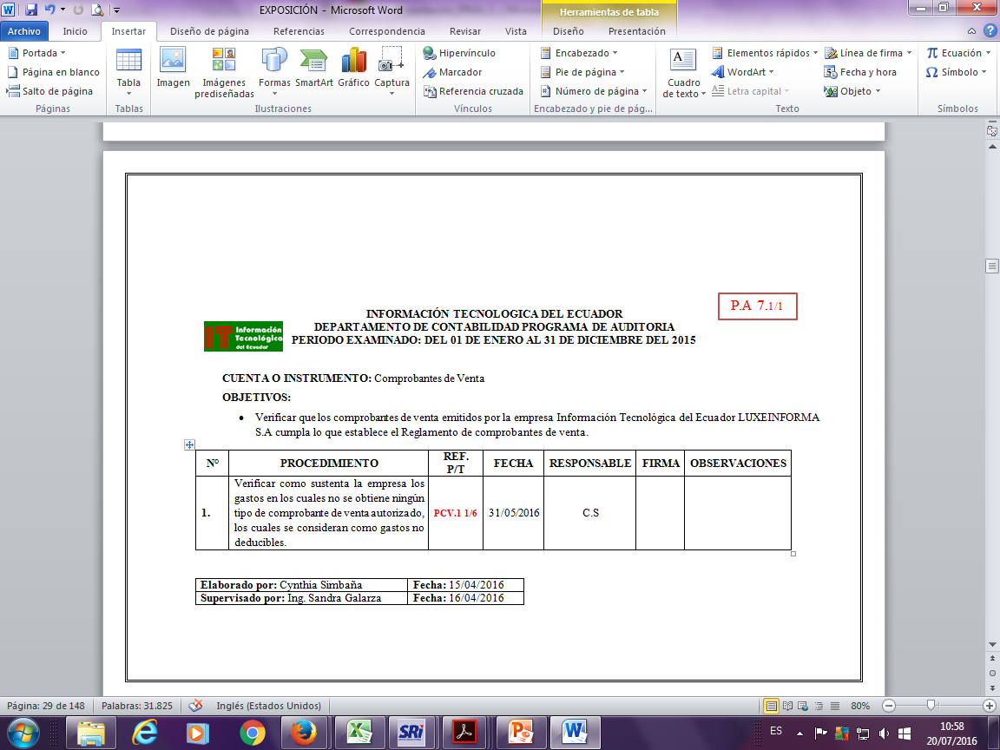 EXPOSICIÓN - Microsoft Word
Herramientas de tabla
Archivo Inicio Insertar Diseño de página Referencias Correspondencia Revisar Vista Diseño Presentación
Portada
Página en blanco
Salto de página
Páginas
Tabla
Tablas
Imagen
Imágenes prediseñadas
Formas
SmartArt
Gráfico
Captura
Ilustraciones
Hipervínculo
Marcador
Referencia cruzada
Vínculos
Encabezado
Pie de página
Número de página
Encabezado y pie de pág...
Cuadro de texto
Elementos rápidos
WordArt
Letra capital
Línea de firma
Fecha y hora
Objeto
Texto
Ecuación
Símbolo
Símbolos
P.A 7.1/1
INFORMACIÓN TECNOLOGICA DEL ECUADOR
DEPARTAMENTO DE CONTABILIDAD PROGRAMA DE AUDITORIA
PERIODO EXAMINADO: DEL 01 DE ENERO AL 31 DE DICIEMBRE DEL 2015
IT Información
Tecnológica
del Ecuador
CUENTA O INSTRUMENTO: Comprobantes de Venta
OBJETIVOS:
• Verificar que los comprobantes de venta emitidos por la empresa Información Tecnológica del Ecuador LUXEINFORMA
S.A cumpla lo que establece el Reglamento de comprobantes de venta.
N° PROCEDIMIENTO REF. P/T FECHA RESPONSABLE FIRMA OBSERVACIONES
1.
Verificar como sustenta la empresa los
gastos en los cuales no se obtiene ningún
tipo de comprobante de venta autorizado,
los cuales se consideran como gastos no
deducibles.
PCV.1 1/6
31/05/2016
C.S
Elaborado por: Cynthia Simbaña Fecha: 15/04/2016
Supervisado por: Ing. Sandra Galarza Fecha: 16/04/2016
Página: 29 de 148 Palabras: 31.825 Inglés (Estados Unidos) 80%
SRi
ES
10:58
20/07/2016